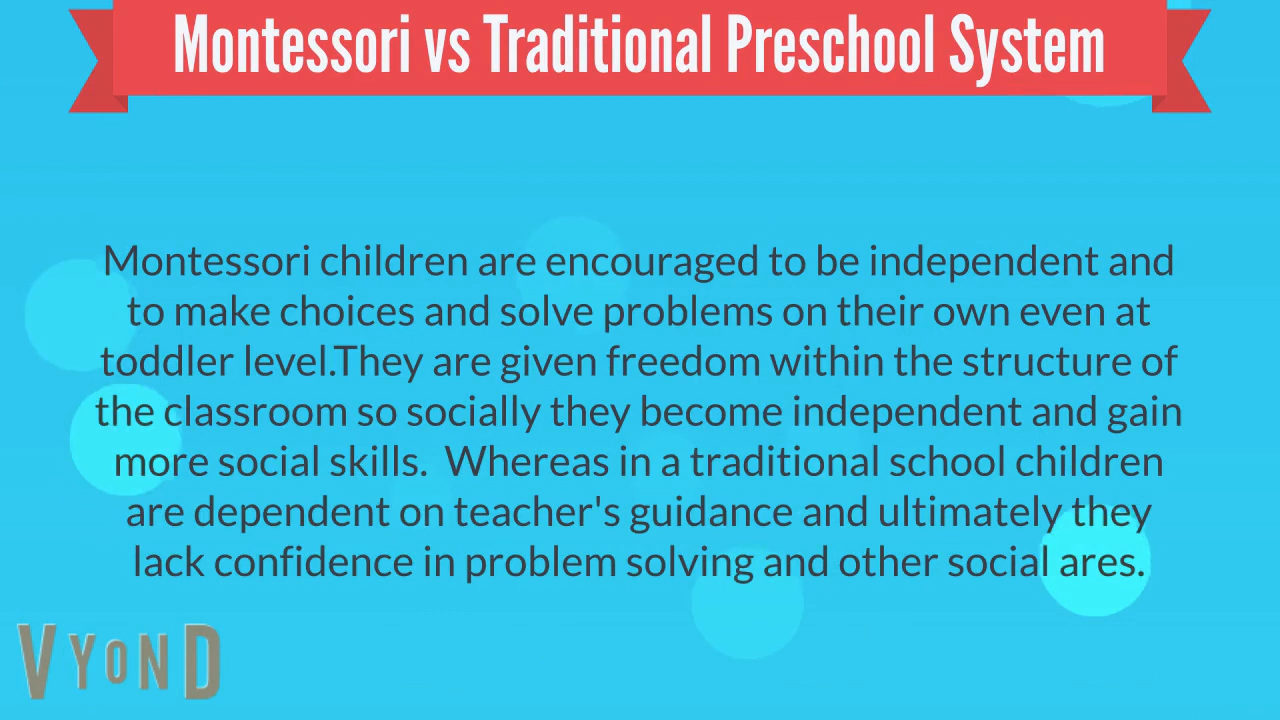 Montessori vs Traditional Preschool System
Montessori children are encouraged to be independent and
to make choices and solve problems on their own even at
toddler level.They are given freedom within the structure of
the classroom so socially they become independent and gain
more social skills.  Whereas in a traditional school children
are dependent on teacher's guidance and ultimately they
lack confidence in problem solving and other social ares.
VYOND